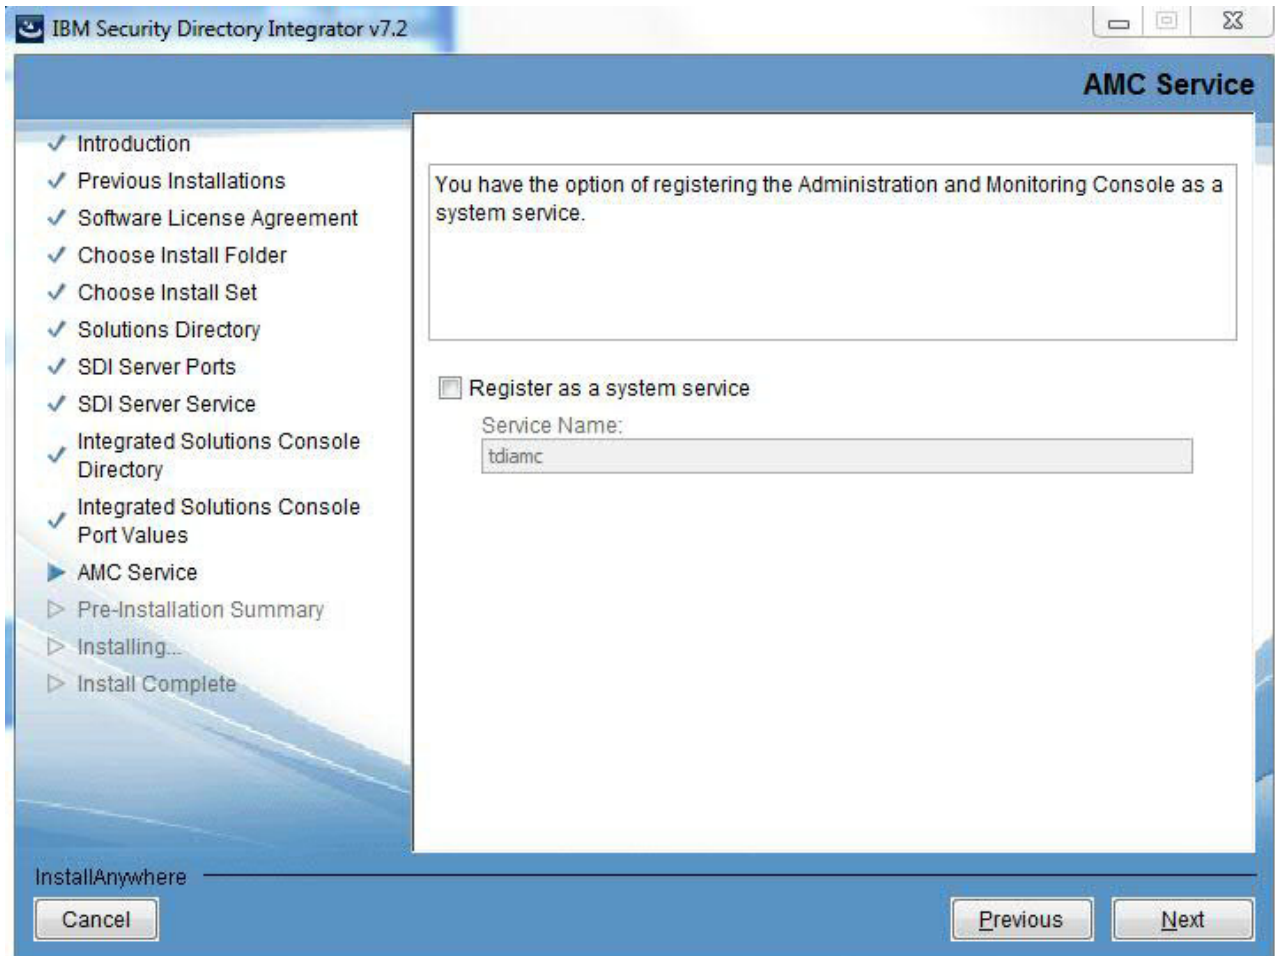 IBM Security Directory Integrator v7.2
AMC Service
Introduction
Previous Installations
Software License Agreement
Choose Install Folder
Choose Install Set
Solutions Directory
SDI Server Ports
SDI Server Service
Integrated Solutions Console
Directory
Integrated Solutions Console
Port Values
AMC Service
Pre-Installation Summary
Installing...
Install Complete
You have the option of registering the Administration and Monitoring Console as a
system service.
Register as a system service
Service Name:
tdiamc
InstallAnywhere
Cancel
Previous
Next